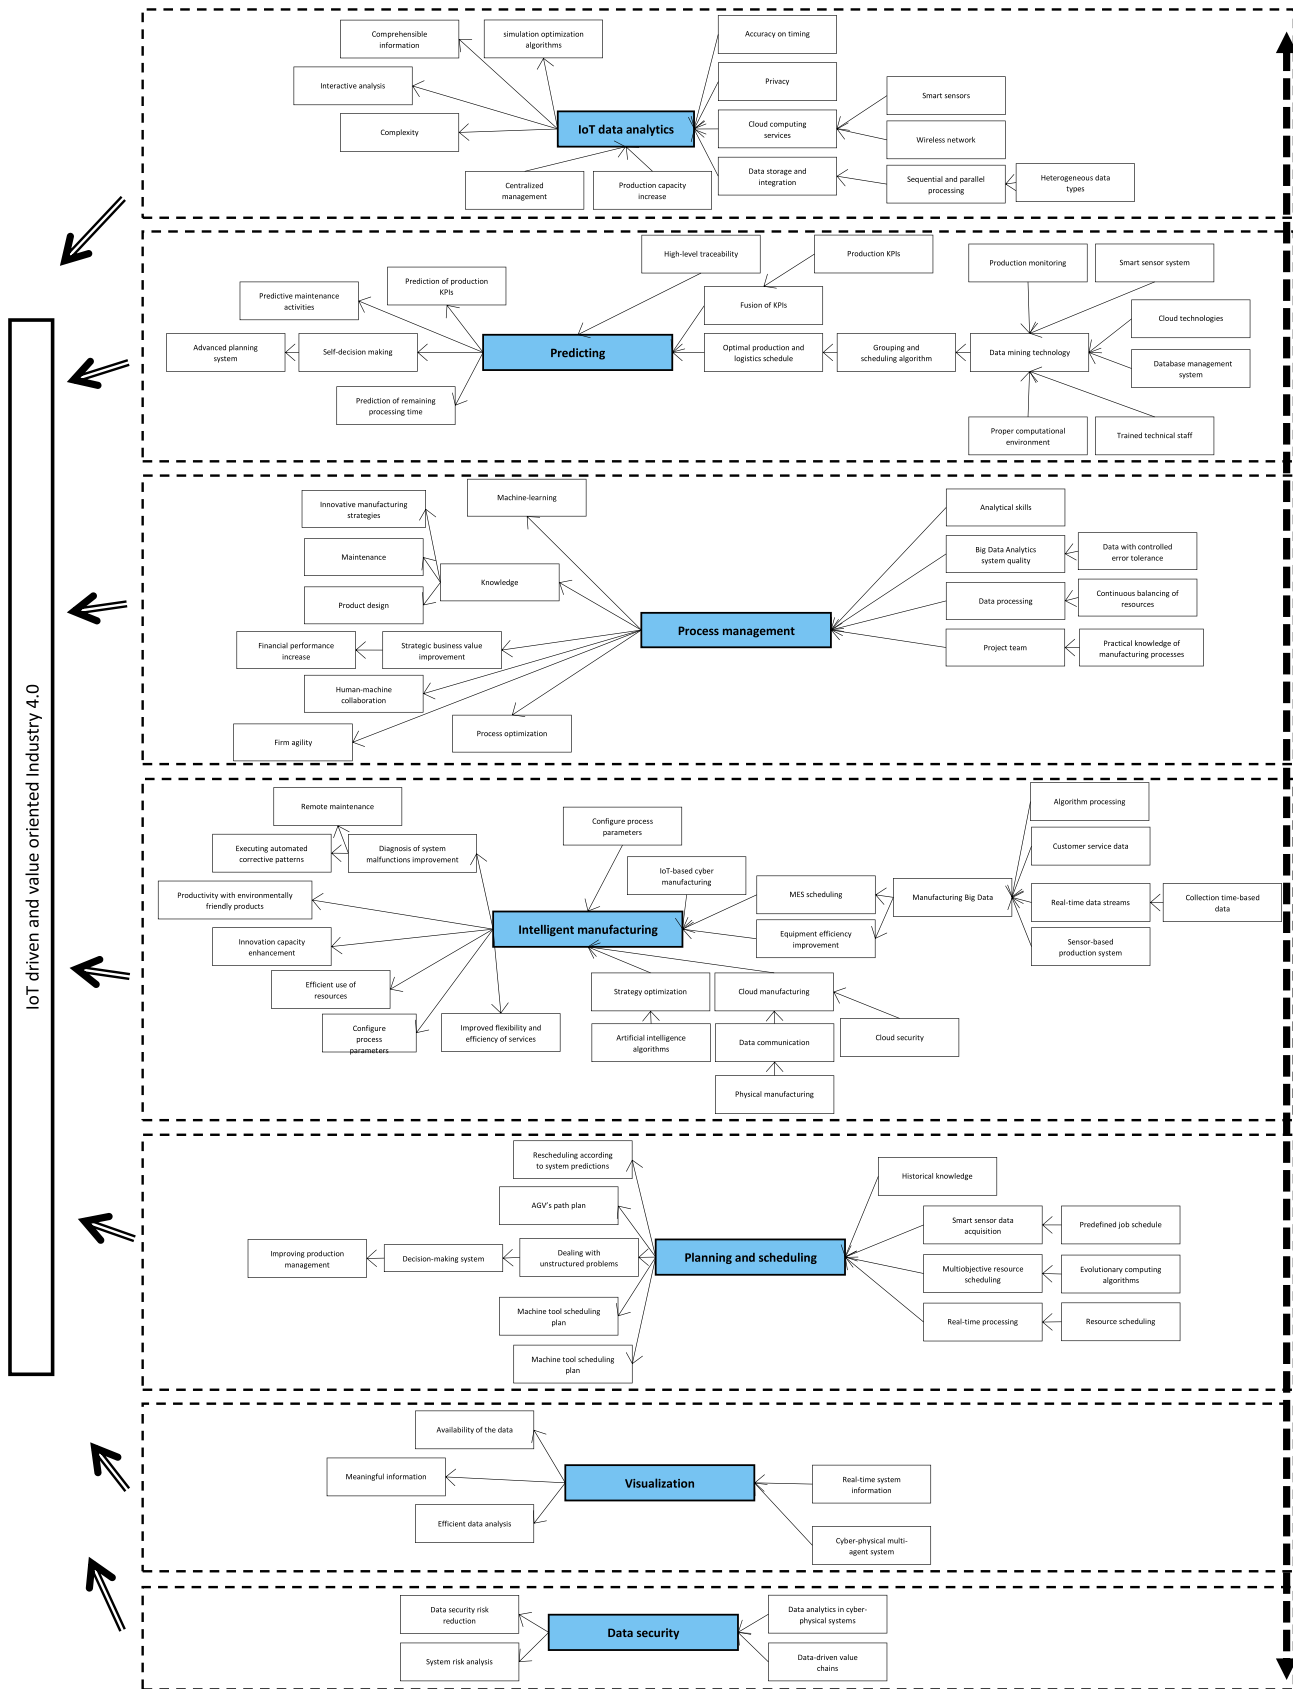 IoT driven and value oriented Industry 4.0
Comprehensible
information
simulation optimization
algorithms
Accuracy on timing
Interactive analysis
Privacy
Smart sensors
Complexity
IoT data analytics
Cloud computing
services
Wireless network
Centralized
management
Production capacity
increase
Data storage and
integration
Sequential and parallel
processing
Heterogeneous data
types
High-level traceability
Production KPIs
Production monitoring
Smart sensor system
Prediction of production
KPIs
Predictive maintenance
activities
Fusion of KPIs
Cloud technologies
Advanced planning
system
Self-decision making
Predicting
Optimal production and
logistics schedule
Grouping and
scheduling algorithm
Data mining technology
Database management
system
Prediction of remaining
processing time
Proper computational
environment
Trained technical staff
Machine-learning
Innovative manufacturing
strategies
Analytical skills
Maintenance
Big Data Analytics
system quality
Data with controlled
error tolerance
Knowledge
Product design
Data processing
Continuous balancing of
resources
Process management
Financial performance
increase
Strategic business value
improvement
Project team
Practical knowledge of
manufacturing processes
Human-machine
collaboration
Firm agility
Process optimization
Remote maintenance
Configure process
parameters
Algorithm processing
Executing automated
corrective patterns
Diagnosis of system
malfunctions improvement
Customer service data
IoT-based cyber
manufacturing
Productivity with environmentally
friendly products
MES scheduling
Manufacturing Big Data
Real-time data streams
Collection time-based
data
Intelligent manufacturing
Innovation capacity
enhancement
Equipment efficiency
improvement
Sensor-based
production system
Efficient use of
resources
Strategy optimization
Cloud manufacturing
Configure
process
parameters
Improved flexibility and
efficiency of services
Artificial intelligence
algorithms
Data communication
Cloud security
Physical manufacturing
Rescheduling according
to system predictions
Historical knowledge
AGV's path plan
Smart sensor data
acquisition
Predefined job schedule
Improving production
management
Decision-making system
Dealing with
unstructured problems
Planning and scheduling
Multiobjective resource
scheduling
Evolutionary computing
algorithms
Machine tool scheduling
plan
Real-time processing
Resource scheduling
Machine tool scheduling
plan
Availability of the data
Meaningful information
Visualization
Real-time system
information
Efficient data analysis
Cyber-physical multi-
agent system
Data security risk
reduction
Data analytics in cyber-
physical systems
Data security
System risk analysis
Data-driven value
chains